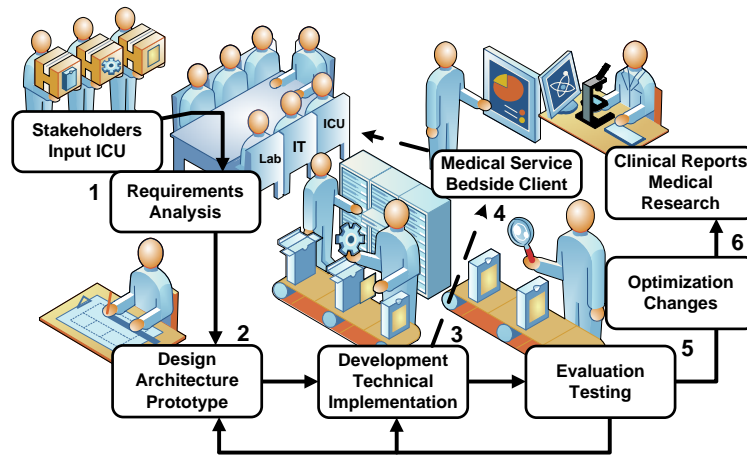 Stakeholders
Input ICU
1
Requirements
Analysis
Lab
IT
ICU
Medical Service
Bedside Client
4
Clinical Reports
Medical
Research
6
Optimization
Changes
2
Design
Architecture
Prototype
3
Development
Technical
Implementation
5
Evaluation
Testing